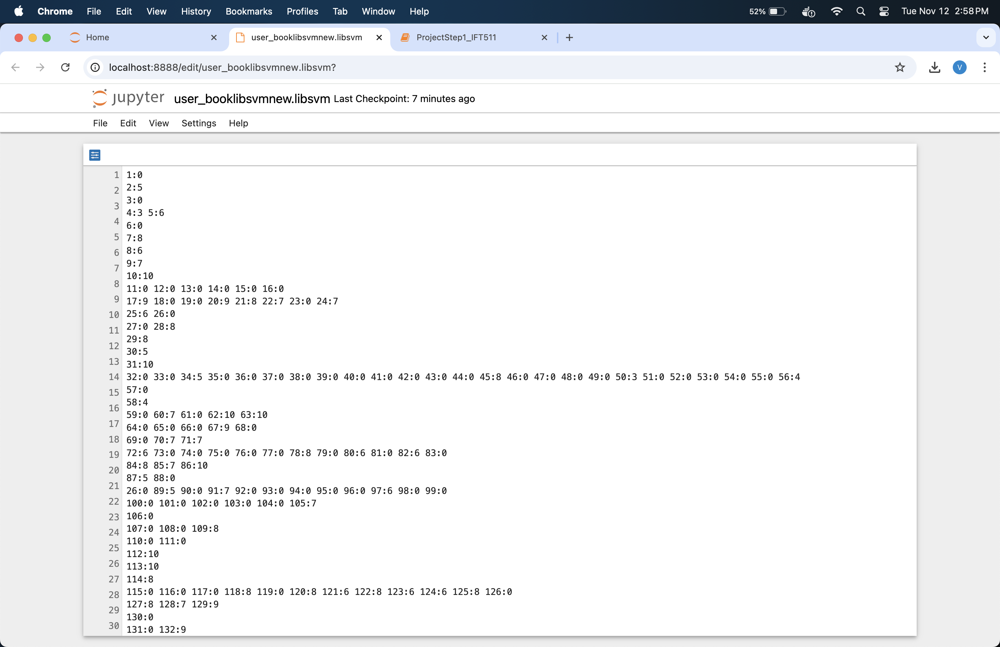 Chrome File Edit View History Bookmarks Profiles Tab Window Help 52% Tue Nov 12 2:58 PM
Home user_booklibsvmnew.libsvm ProjectStep1_IFT511
localhost:8888/edit/user_booklibsvmnew.libsvm? V
jupyter user_booklibsvmnew.libsvm Last Checkpoint: 7 minutes ago
File Edit View Settings Help
1 1:0
2 2:5
3 3:0
4 4:3 5:6
5 6:0
6 7:8
7 8:6
8 9:7
9 10:10
10 11:0 12:0 13:0 14:0 15:0 16:0
11 17:9 18:0 19:0 20:9 21:8 22:7 23:0 24:7
12 25:6 26:0
13 27:0 28:8
14 29:8
15 30:5
16 31:10
17 32:0 33:0 34:5 35:0 36:0 37:0 38:0 39:0 40:0 41:0 42:0 43:0 44:0 45:8 46:0 47:0 48:0 49:0 50:3 51:0 52:0 53:0 54:0 55:0 56:4
18 57:0
19 58:4
20 59:0 60:7 61:0 62:10 63:10
21 64:0 65:0 66:0 67:9 68:0
22 69:0 70:7 71:7
23 72:6 73:0 74:0 75:0 76:0 77:0 78:8 79:0 80:6 81:0 82:6 83:0
24 84:8 85:7 86:10
25 87:5 88:0
26 26:0 89:5 90:0 91:7 92:0 93:0 94:0 95:0 96:0 97:6 98:0 99:0
27 100:0 101:0 102:0 103:0 104:0 105:7
28 106:0
29 107:0 108:0 109:8
30 110:0 111:0
112:10
113:10
114:8
115:0 116:0 117:0 118:8 119:0 120:8 121:6 122:8 123:6 124:6 125:8 126:0
127:8 128:7 129:9
130:0
131:0 132:9